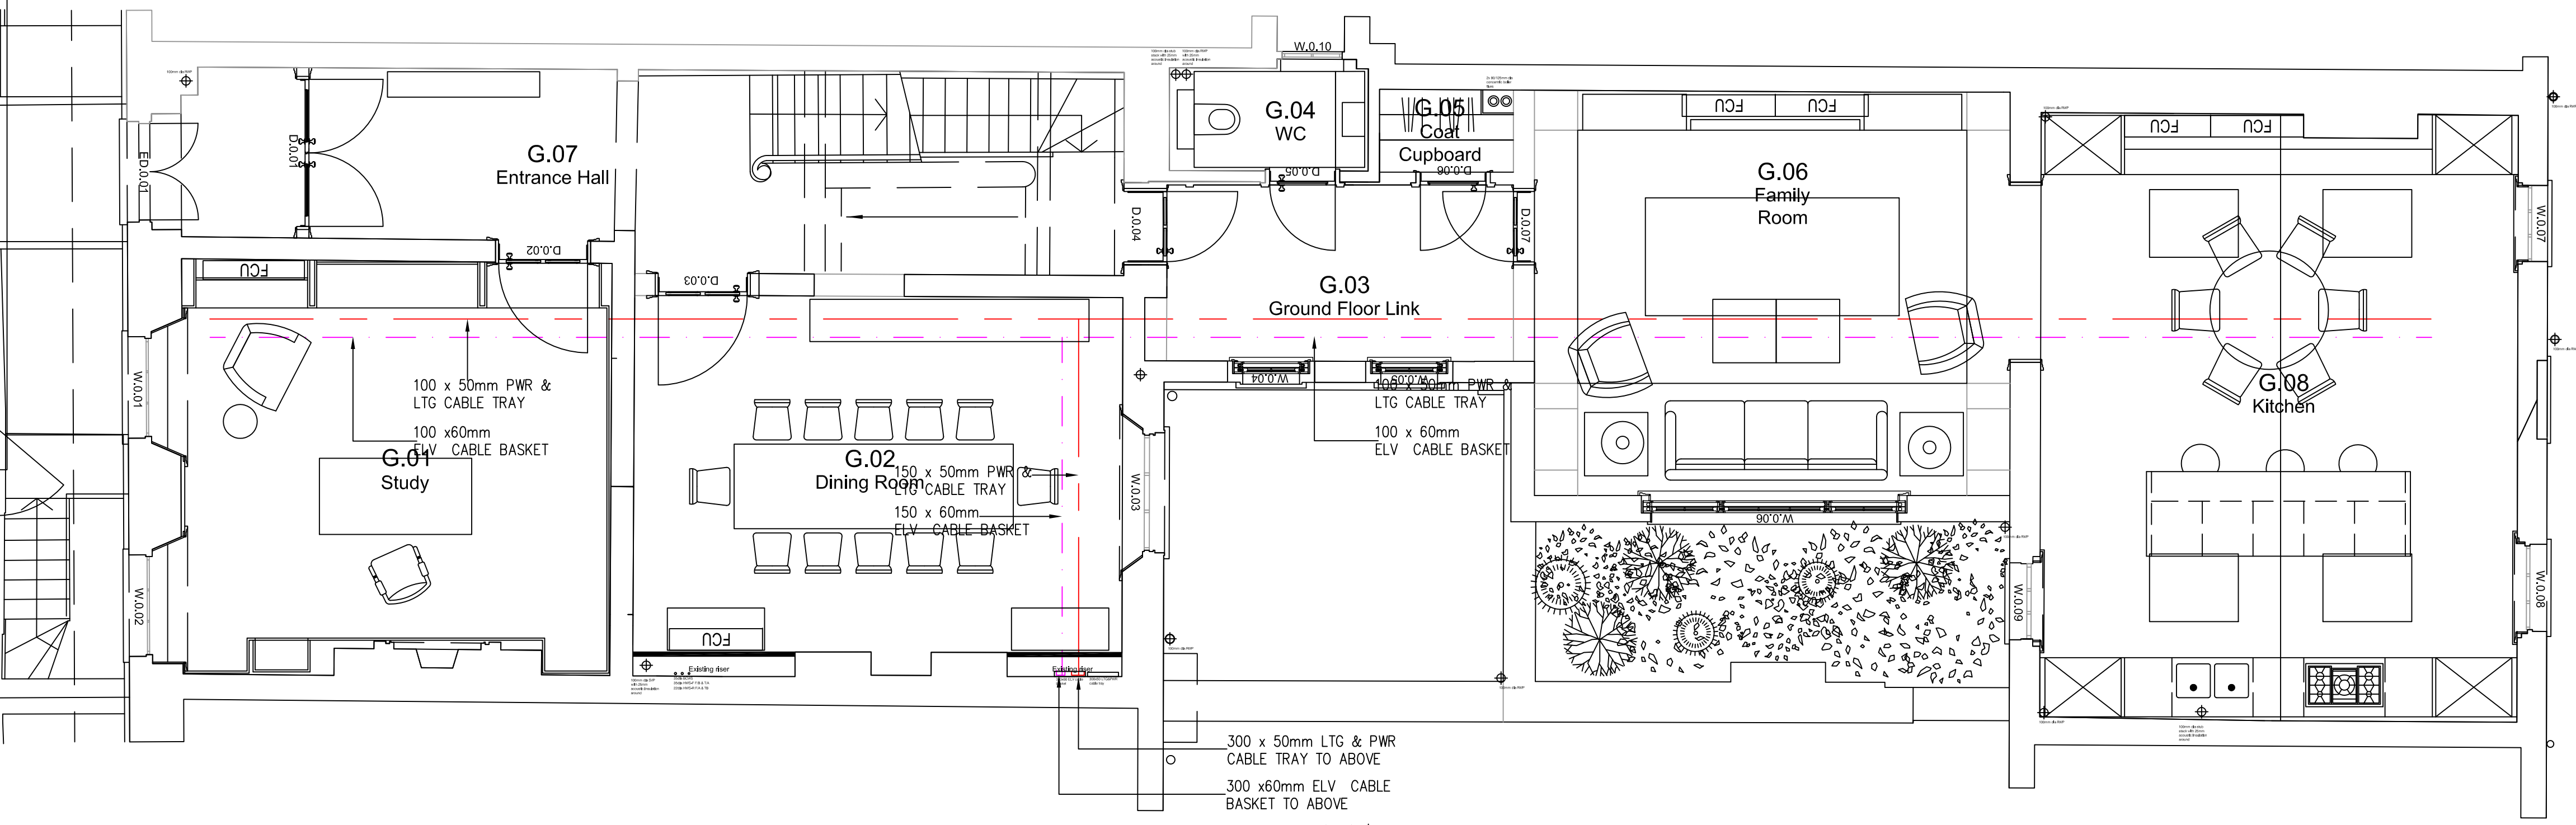 W.0.10
100mm dia RWP
G.04
WC
G.05
Coat
Cupboard
FCU
FCU
FCU
FCU
G.07
Entrance Hall
ED.0.01
D.0.01
D.0.02
D.0.03
D.0.04
D.0.05
D.0.06
D.0.07
G.06
Family
Room
W.0.07
FCU
G.03
Ground Floor Link
W.0.01
W.0.04
W.0.05
100 x 50mm PWR &
LTG CABLE TRAY
100 x60mm
ELV CABLE BASKET
G.01
Study
100 x 50mm PWR &
LTG CABLE TRAY
100 x 60mm
ELV CABLE BASKET
G.08
Kitchen
G.02
Dining Room
150 x 50mm PWR &
LTG CABLE TRAY
150 x 60mm
ELV CABLE BASKET
W.0.03
W.0.06
W.0.02
W.0.09
W.0.08
FCU
Existing riser
Existing riser
300 x 50mm LTG & PWR
CABLE TRAY TO ABOVE
300 x60mm ELV CABLE
BASKET TO ABOVE